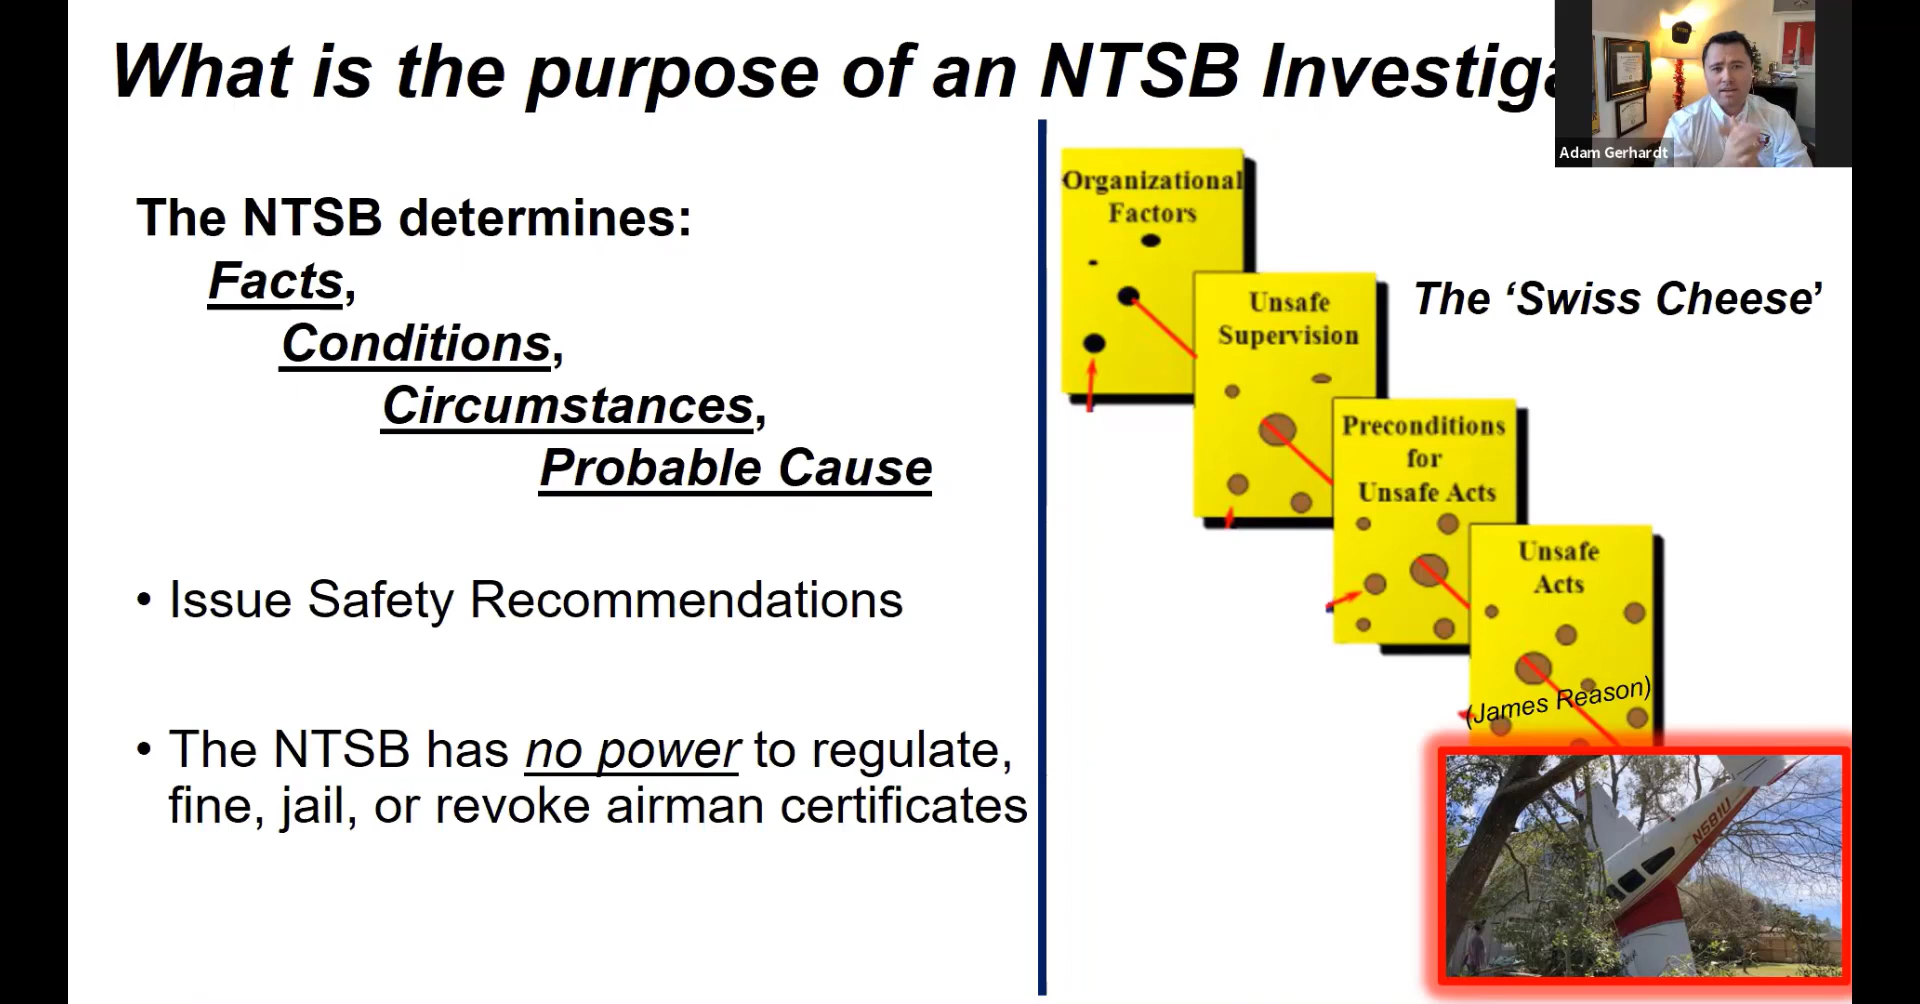 What is the purpose of an NTSB Investiga
Adam Gerhardt
The NTSB determines:
Facts,
Conditions,
Circumstances,
Probable Cause
• Issue Safety Recommendations
• The NTSB has no power to regulate,
fine, jail, or revoke airman certificates
Organizational
Factors
Unsafe
Supervision
The ‘Swiss Cheese’
Preconditions
for
Unsafe Acts
Unsafe
Acts
(James Reason)
N581U